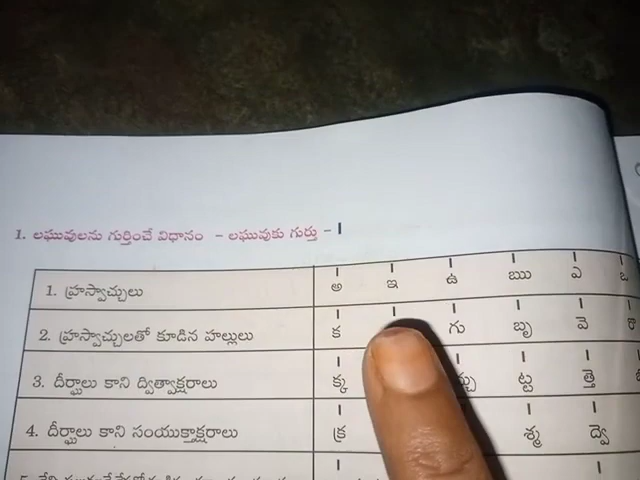 1. లఘువులను గుర్తించే విధానం - లఘువుకు గుర్తు - I
1. హ్రస్వాచ్చులు అ ఇ ఉ ఋ ఎ ఒ
2. హ్రస్వాచ్చులతో కూడిన హల్లులు క గు బృ వె
3. దీర్ఘాలు కాని ద్విత్వాక్షరాలు క్క చ్చు ట్ట త్తె
4. దీర్ఘాలు కాని సంయుక్తాక్షరాలు క్ర శ్మ ద్వె